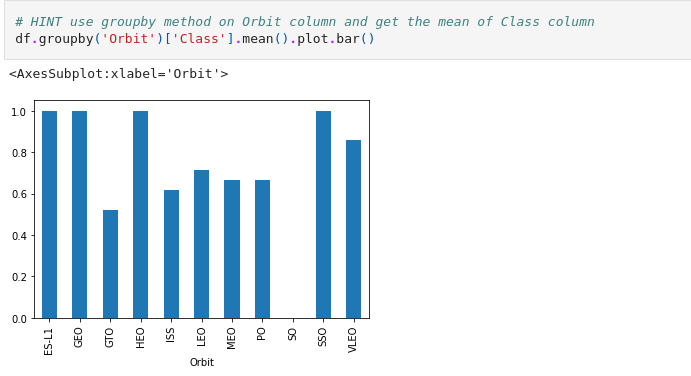 # HINT use groupby method on Orbit column and get the mean of Class column
df.groupby('Orbit')['Class'].mean().plot.bar()
<AxesSubplot:xlabel='Orbit'>
1.0
0.8
0.6
0.4
0.2
0.0
ES-L1
GEO
GTO
HEO
ISS
LEO
MEO
PO
SO
SSO
VLEO
Orbit